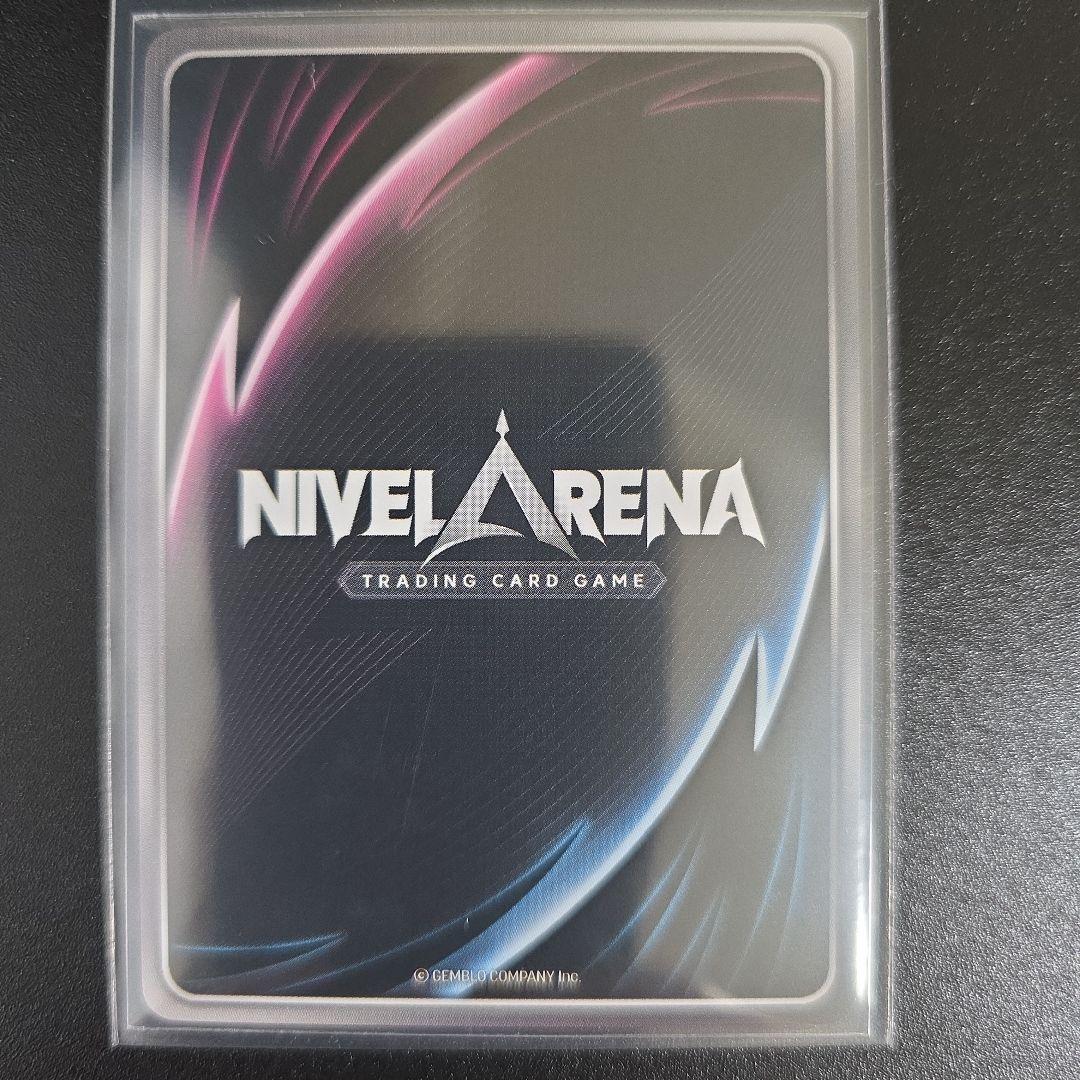 NIVEL ARENA
TRADING CARD GAME
© GEMBLO COMPANY Inc.